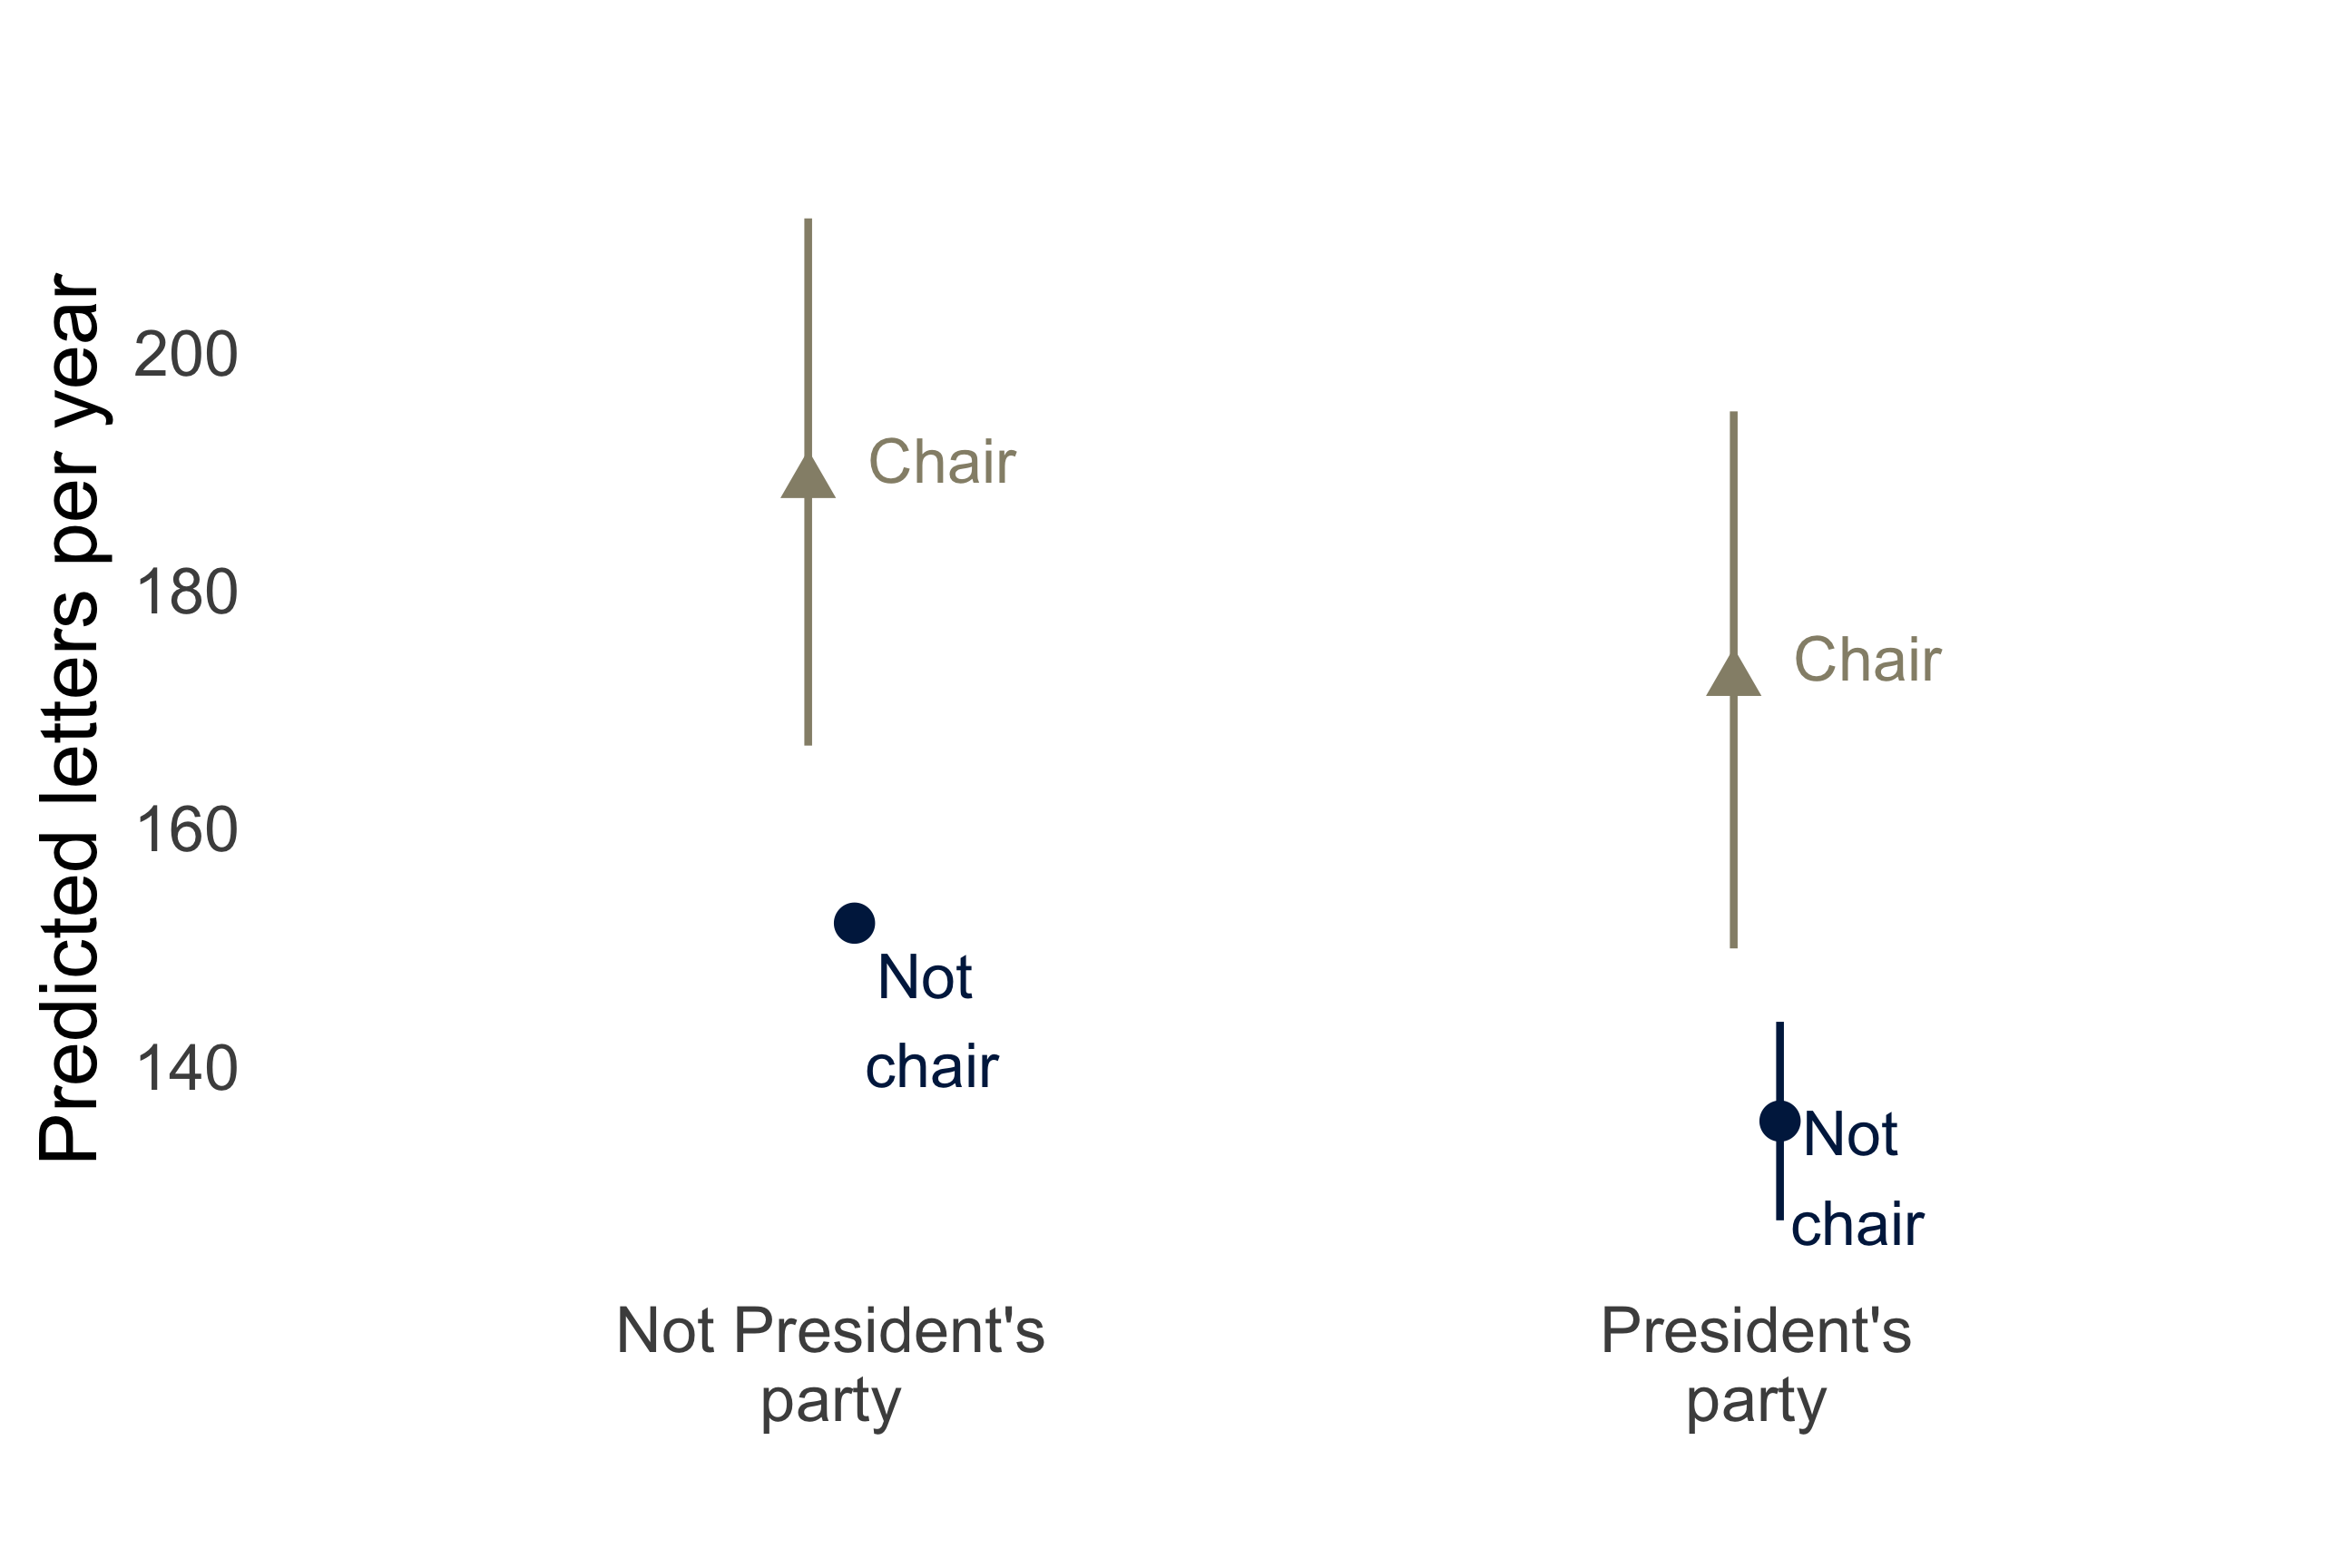 Predicted letters per year
200
180
160
140
Chair
Not
chair
Chair
Not
chair
Not President's
party
President's
party